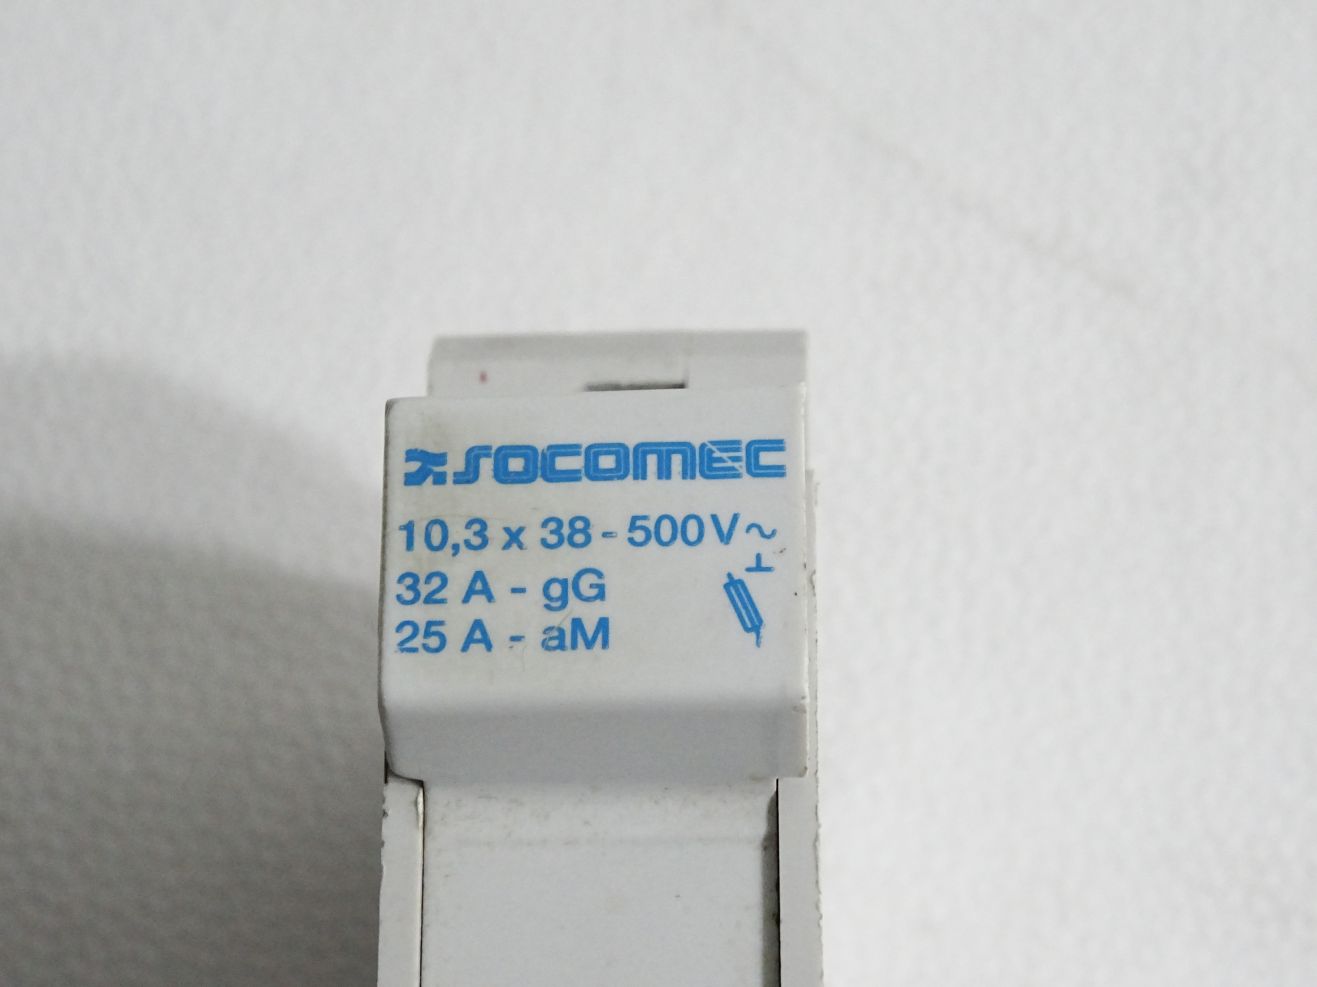 SOCOMEC
10,3 x 38 - 500V~
32 A - gG
25 A - aM